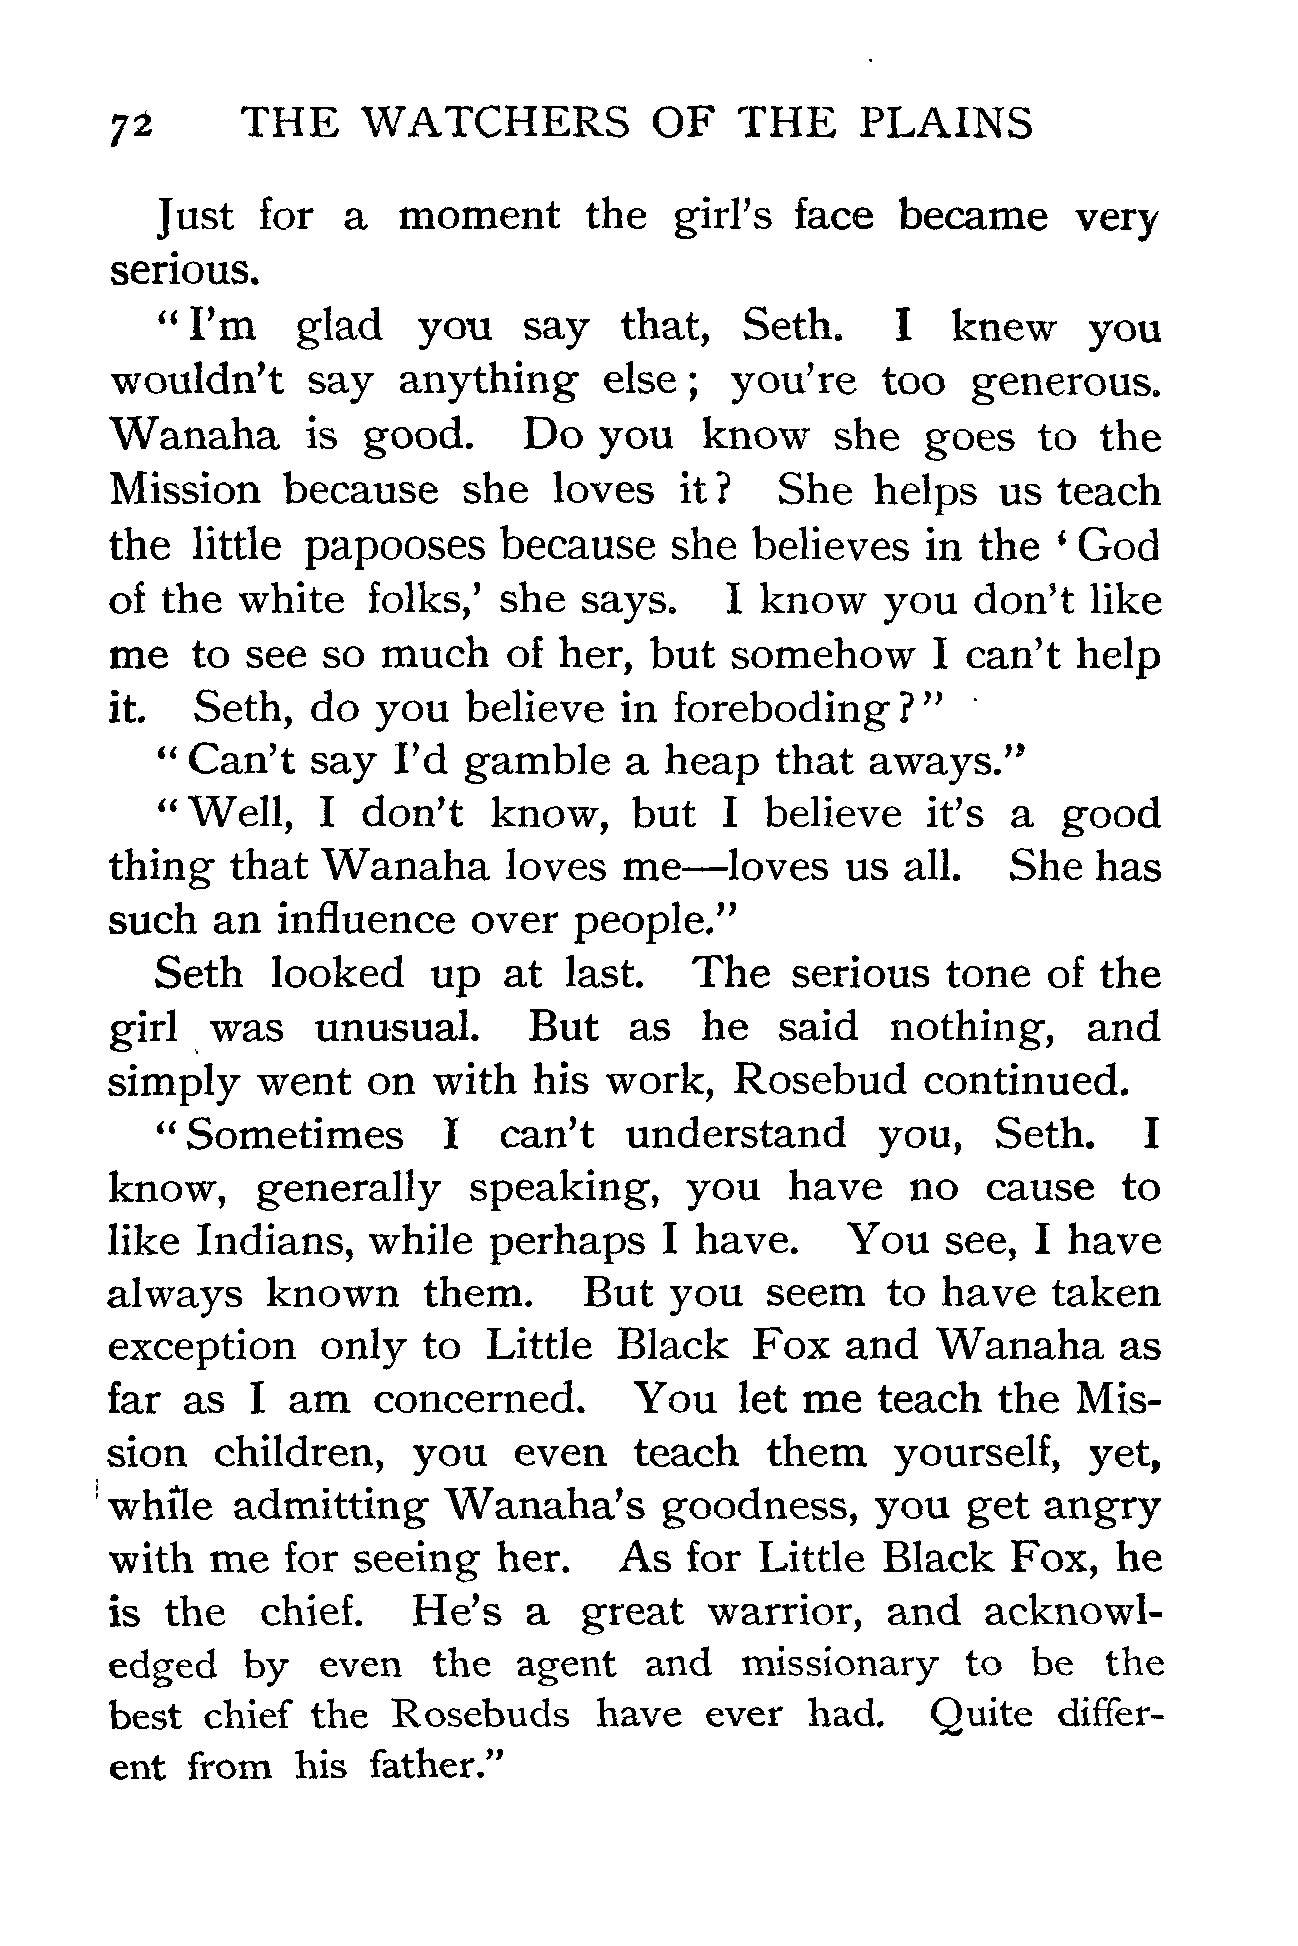 72 THE WATCHERS OF THE PLAINS
Just for a moment the girl's face became very
serious.
"I'm glad you say that, Seth. I knew you
wouldn't say anything else; you're too generous.
Wanaha is good. Do you know she goes to the
Mission because she loves it? She helps us teach
the little papooses because she believes in the 'God
of the white folks,' she says. I know you don't like
me to see so much of her, but somehow I can't help
it. Seth, do you believe in foreboding?"
"Can't say I'd gamble a heap that aways."
"Well, I don't know, but I believe it's a good
thing that Wanaha loves me—loves us all. She has
such an influence over people."
Seth looked up at last. The serious tone of the
girl was unusual. But as he said nothing, and
simply went on with his work, Rosebud continued.
"Sometimes I can't understand you, Seth. I
know, generally speaking, you have no cause to
like Indians, while perhaps I have. You see, I have
always known them. But you seem to have taken
exception only to Little Black Fox and Wanaha as
far as I am concerned. You let me teach the Mis-
sion children, you even teach them yourself, yet,
while admitting Wanaha's goodness, you get angry
with me for seeing her. As for Little Black Fox, he
is the chief. He's a great warrior, and acknowl-
edged by even the agent and missionary to be the
best chief the Rosebuds have ever had. Quite differ-
ent from his father."